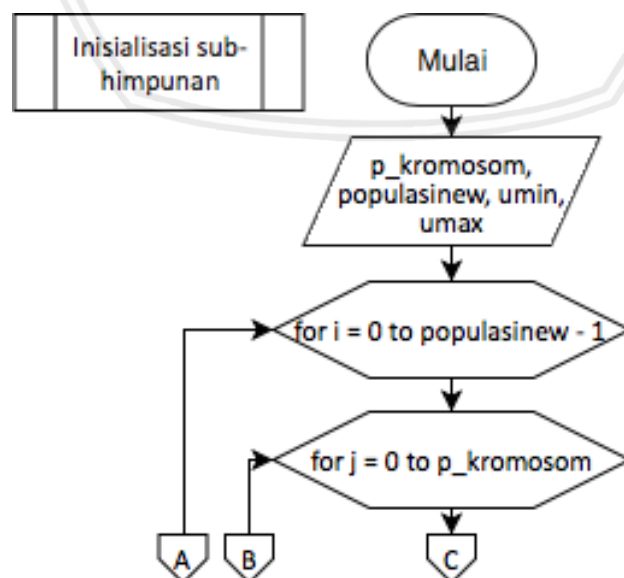 Inisialisasi sub-
himpunan
Mulai
p_kromosom,
populasinew, umin,
umax
for i = 0 to populasinew - 1
for j = 0 to p_kromosom
A
B
C